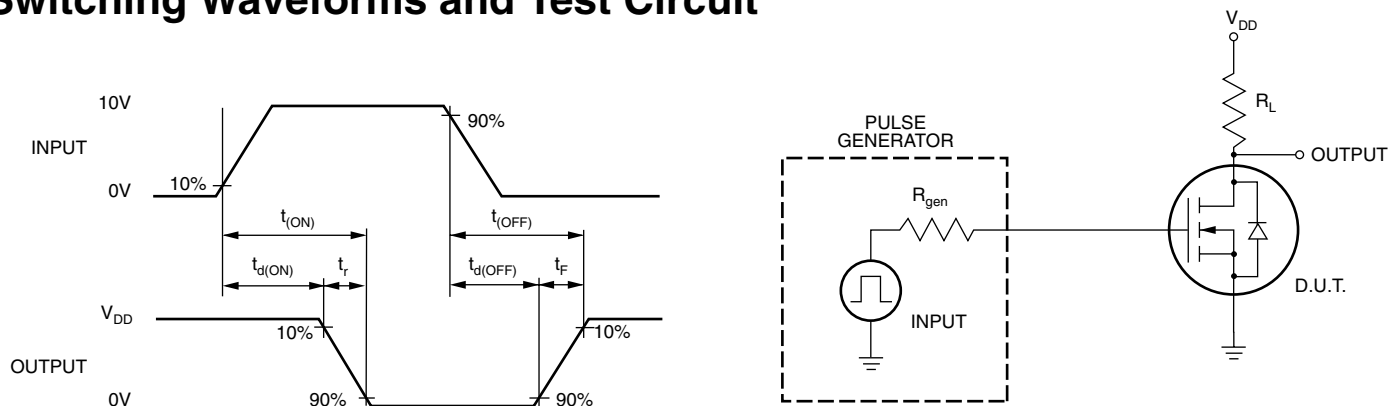 Switching Waveforms and Test Circuit
10V
INPUT
0V
10%
90%
t(ON)
t(OFF)
td(ON)
tr
td(OFF)
tF
VDD
OUTPUT
0V
10%
90%
10%
90%
PULSE
GENERATOR
Rgen
INPUT
VDD
RL
OUTPUT
D.U.T.